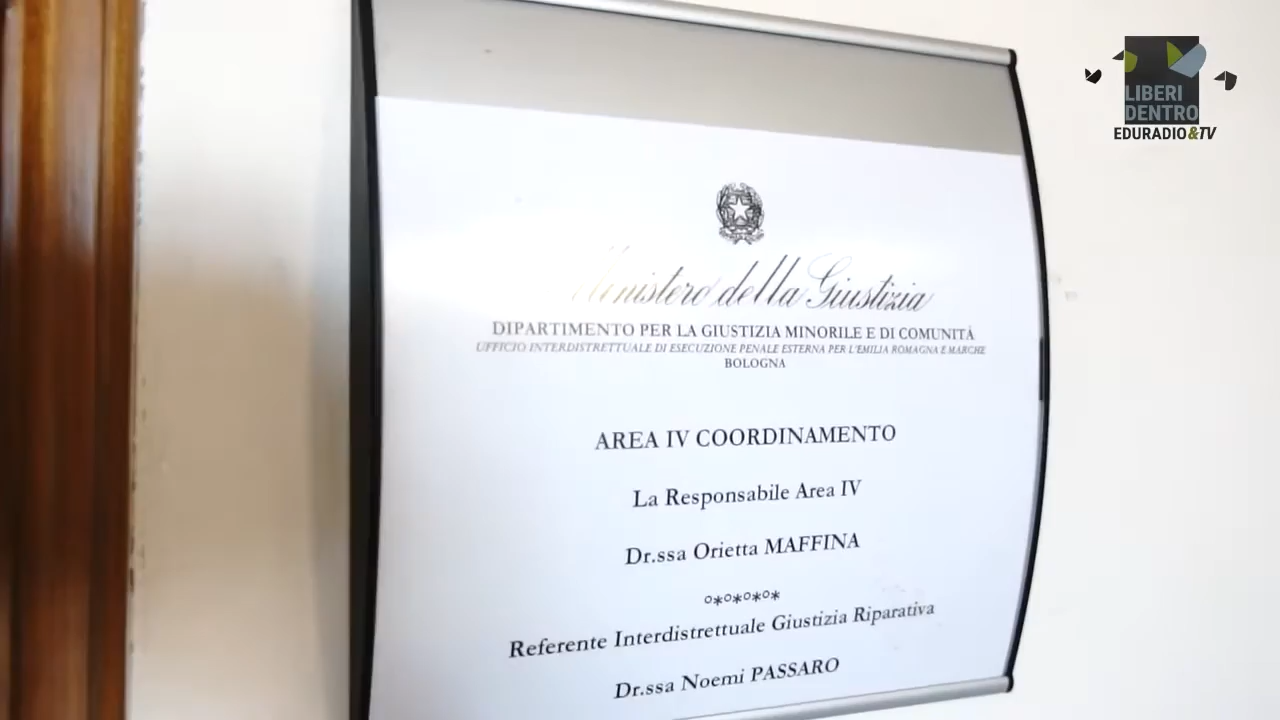 LIBERI
DENTRO
EDURADIO&TV
Ministero della Giustizia
DIPARTIMENTO PER LA GIUSTIZIA MINORILE E DI COMUNITÀ
UFFICIO INTERDISTRETTUALE DI ESECUZIONE PENALE ESTERNA PER L'EMILIA ROMAGNA E MARCHE
BOLOGNA
AREA IV COORDINAMENTO
La Responsabile Area IV
Dr.ssa Orietta MAFFINA
°*°*°*°*
Referente Interdistrettuale Giustizia Riparativa
Dr.ssa Noemi PASSARO